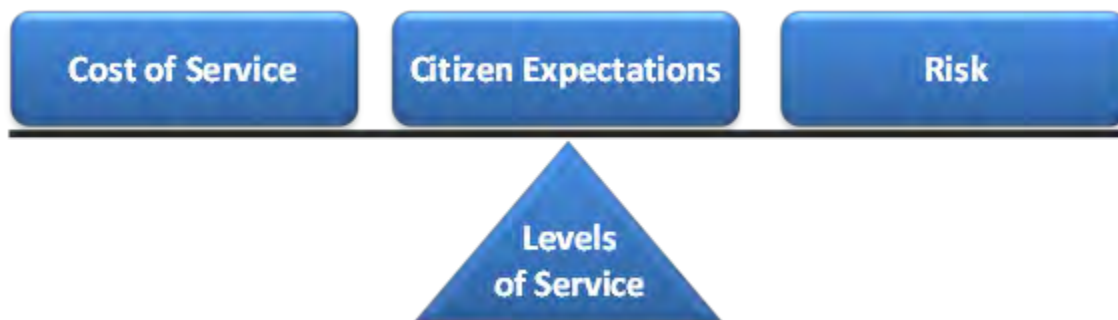 Cost of Service
Citizen Expectations
Risk
Levels
of Service